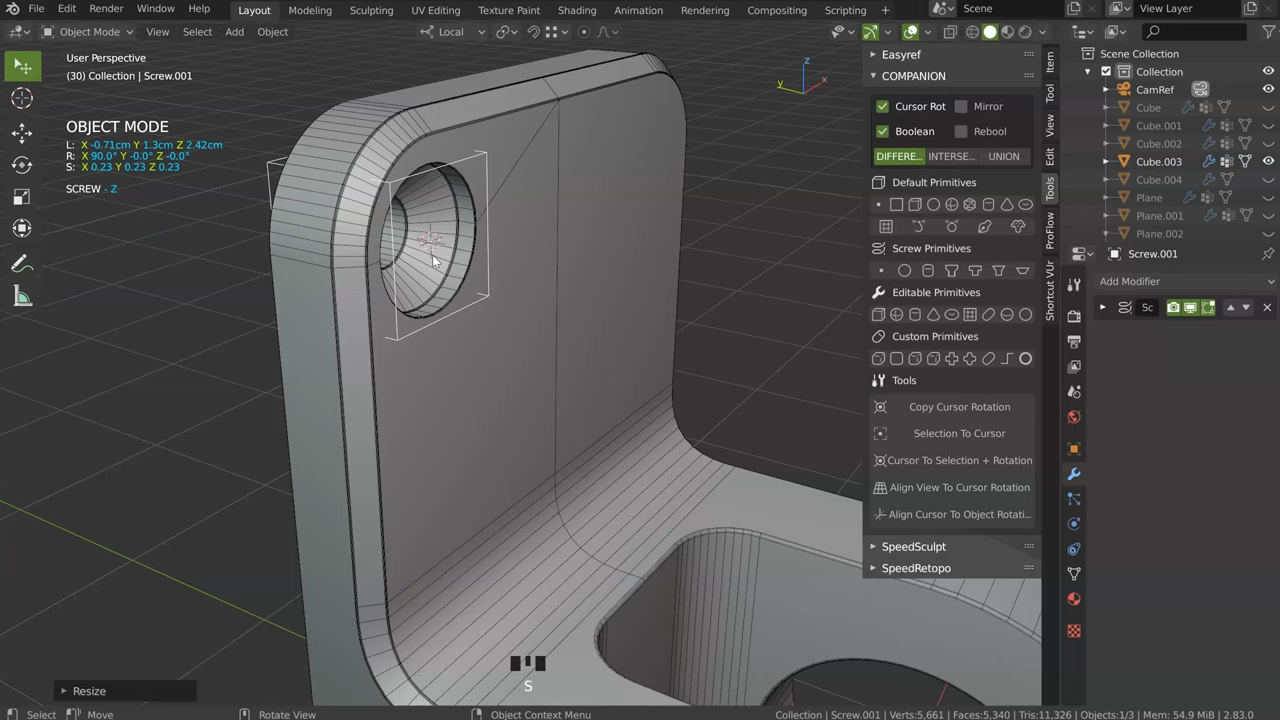 File Edit Render Window Help Layout Modeling Sculpting UV Editing Texture Paint Shading Animation Rendering Compositing Scripting + Scene View Layer
Object Mode View Select Add Object Local
User Perspective
(30) Collection | Screw.001
OBJECT MODE
L: X -0.71cm Y 1.3cm Z 2.42cm
R: X 90.0° Y -0.0° Z -0.0°
S: X 0.23 Y 0.23 Z 0.23
SCREW - Z
z
y
x
Easyref
COMPANION
Cursor Rot Mirror
Boolean Rebool
DIFFERE... INTERSE... UNION
Default Primitives
Screw Primitives
Editable Primitives
Custom Primitives
Tools
Copy Cursor Rotation
Selection To Cursor
Cursor To Selection + Rotation
Align View To Cursor Rotation
Align Cursor To Object Rotati...
SpeedSculpt
SpeedRetopo
Item
Tool
View
Edit
Tools
ProFlow
Shortcut VUr
Scene Collection
Collection
CamRef
Cube
Cube.001
Cube.002
Cube.003
Cube.004
Plane
Plane.001
Plane.002
Screw.001
Add Modifier
Sc
S
Resize
Select Move Rotate View Object Context Menu Collection | Screw.001 | Verts:5,661 | Faces:5,340 | Tris:11,326 | Objects:1/3 | Mem: 54.9 MiB | 2.83.0